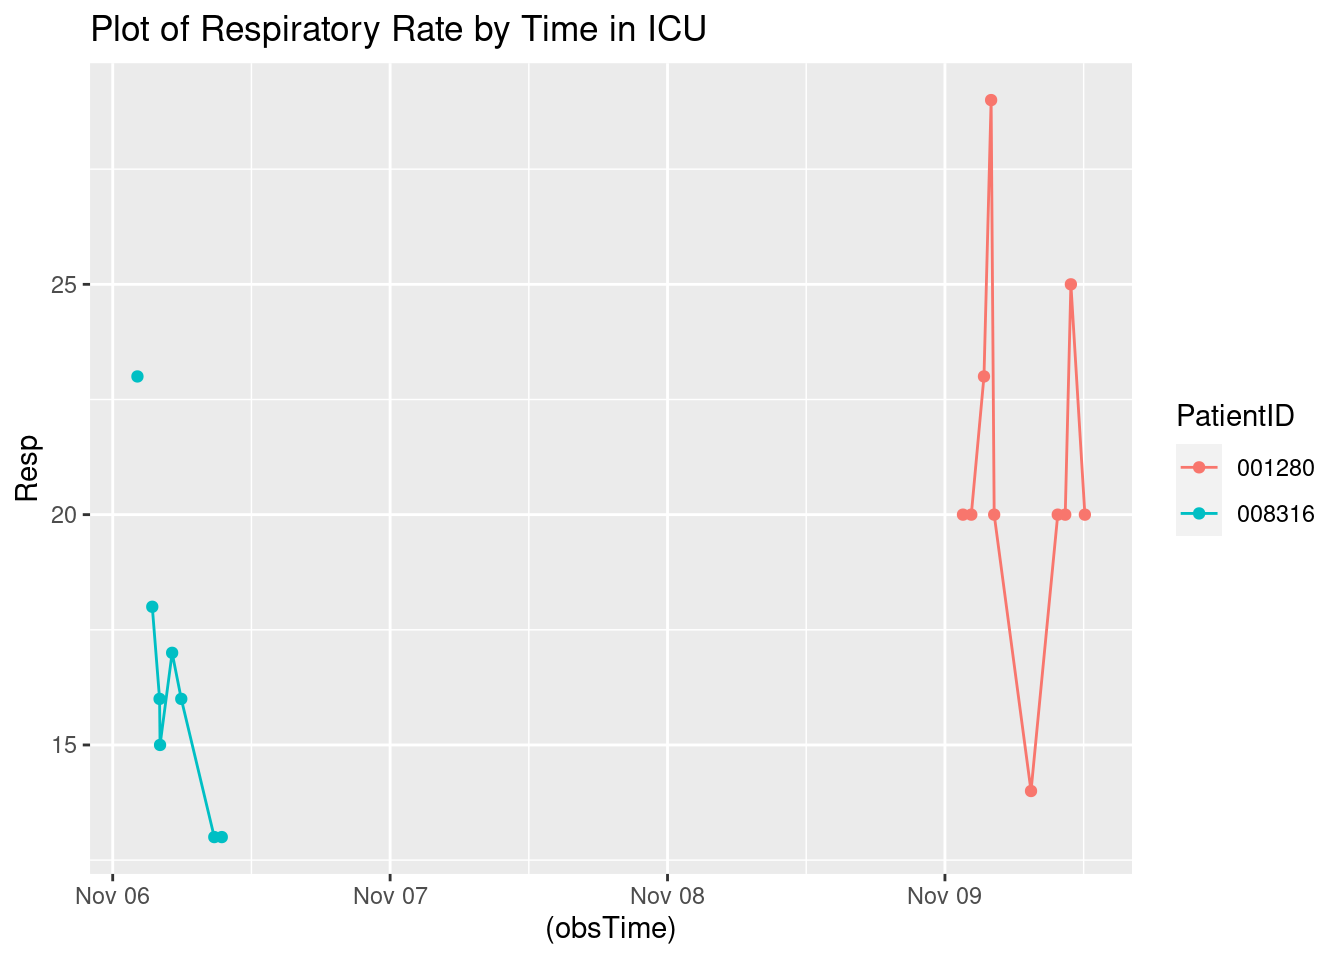 Plot of Respiratory Rate by Time in ICU
Resp
25
20
15
Nov 06 Nov 07 Nov 08 Nov 09
(obsTime)
PatientID
001280
008316